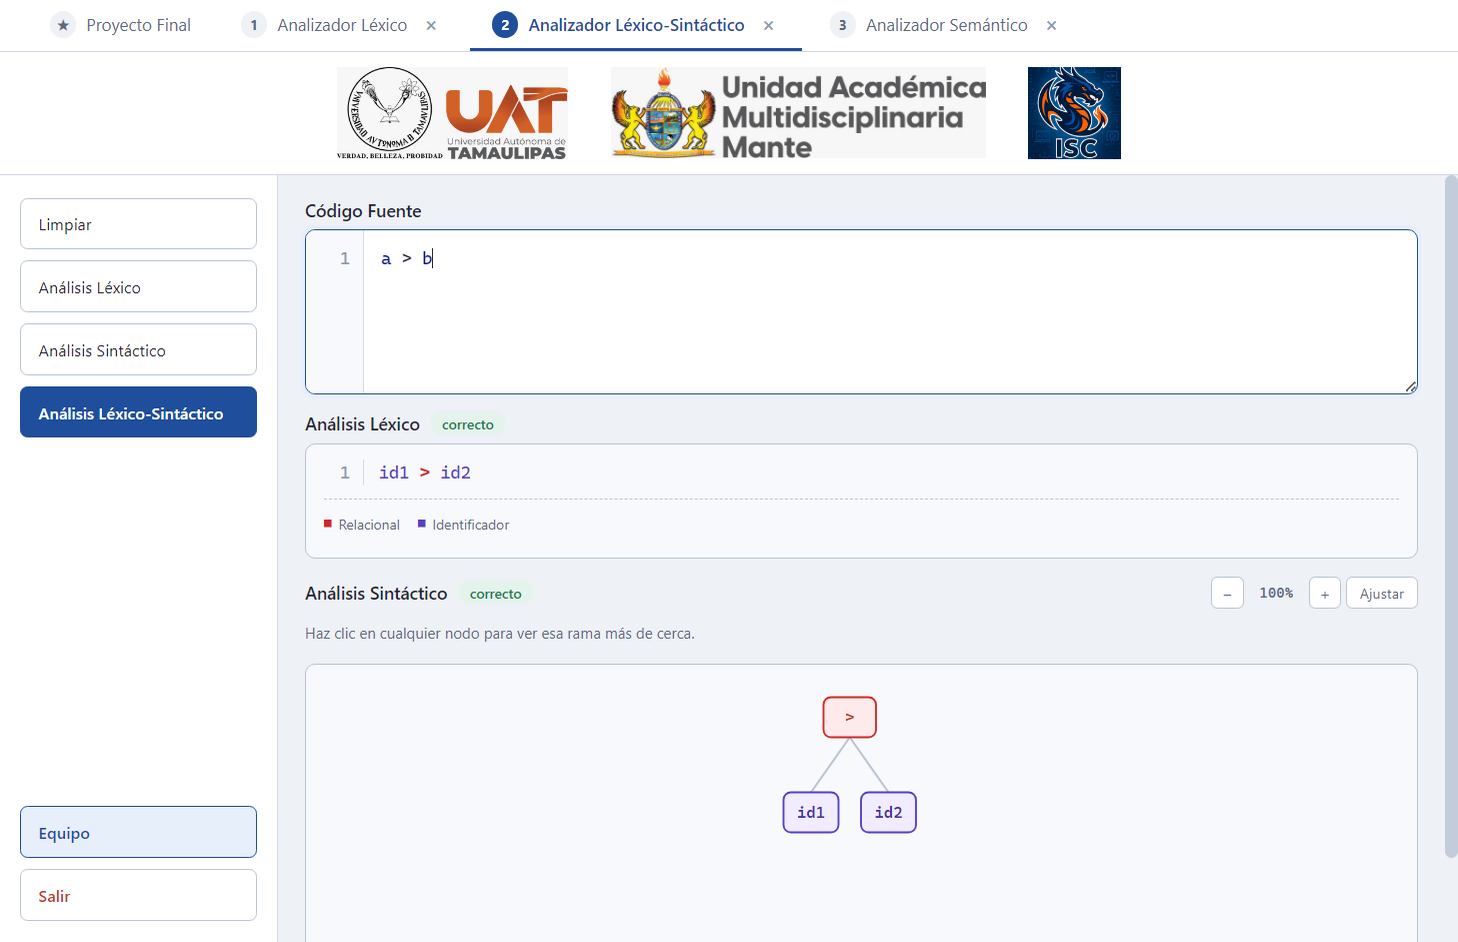 ★ Proyecto Final
1 Analizador Léxico ×
2 Analizador Léxico-Sintáctico ×
3 Analizador Semántico ×
UNIVERSIDAD AUTONOMA DE TAMAULIPAS
VERDAD, BELLEZA, PROBIDAD
UAT
Universidad Autónoma de
TAMAULIPAS
Unidad Académica
Multidisciplinaria
Mante
ISC
Limpiar
Análisis Léxico
Análisis Sintáctico
Análisis Léxico-Sintáctico
Equipo
Salir
Código Fuente
1 a > b
Análisis Léxico correcto
1 id1 > id2
Relacional Identificador
Análisis Sintáctico correcto
− 100% + Ajustar
Haz clic en cualquier nodo para ver esa rama más de cerca.
>
id1 id2